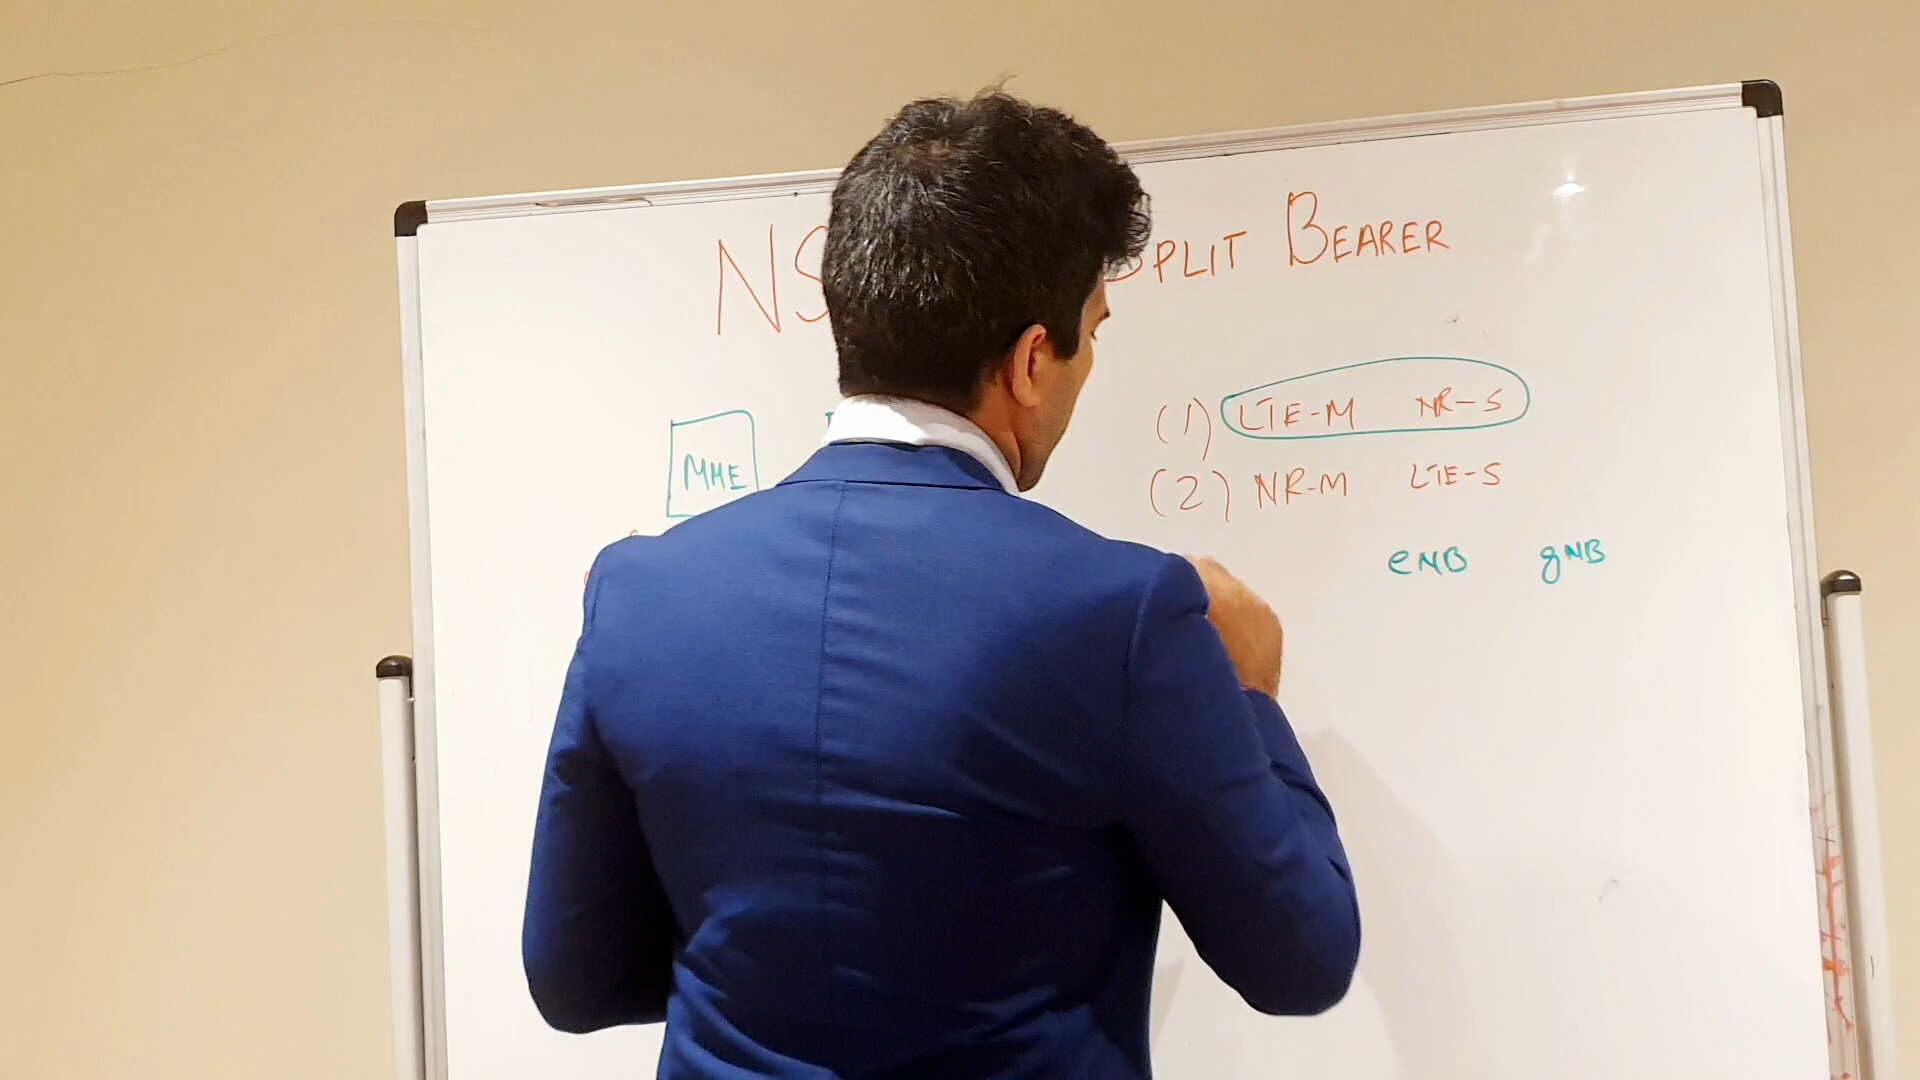 NS SPLIT BEARER
(1) LTE-M NR-S
MME
(2) NR-M LTE-S
eNB gNB